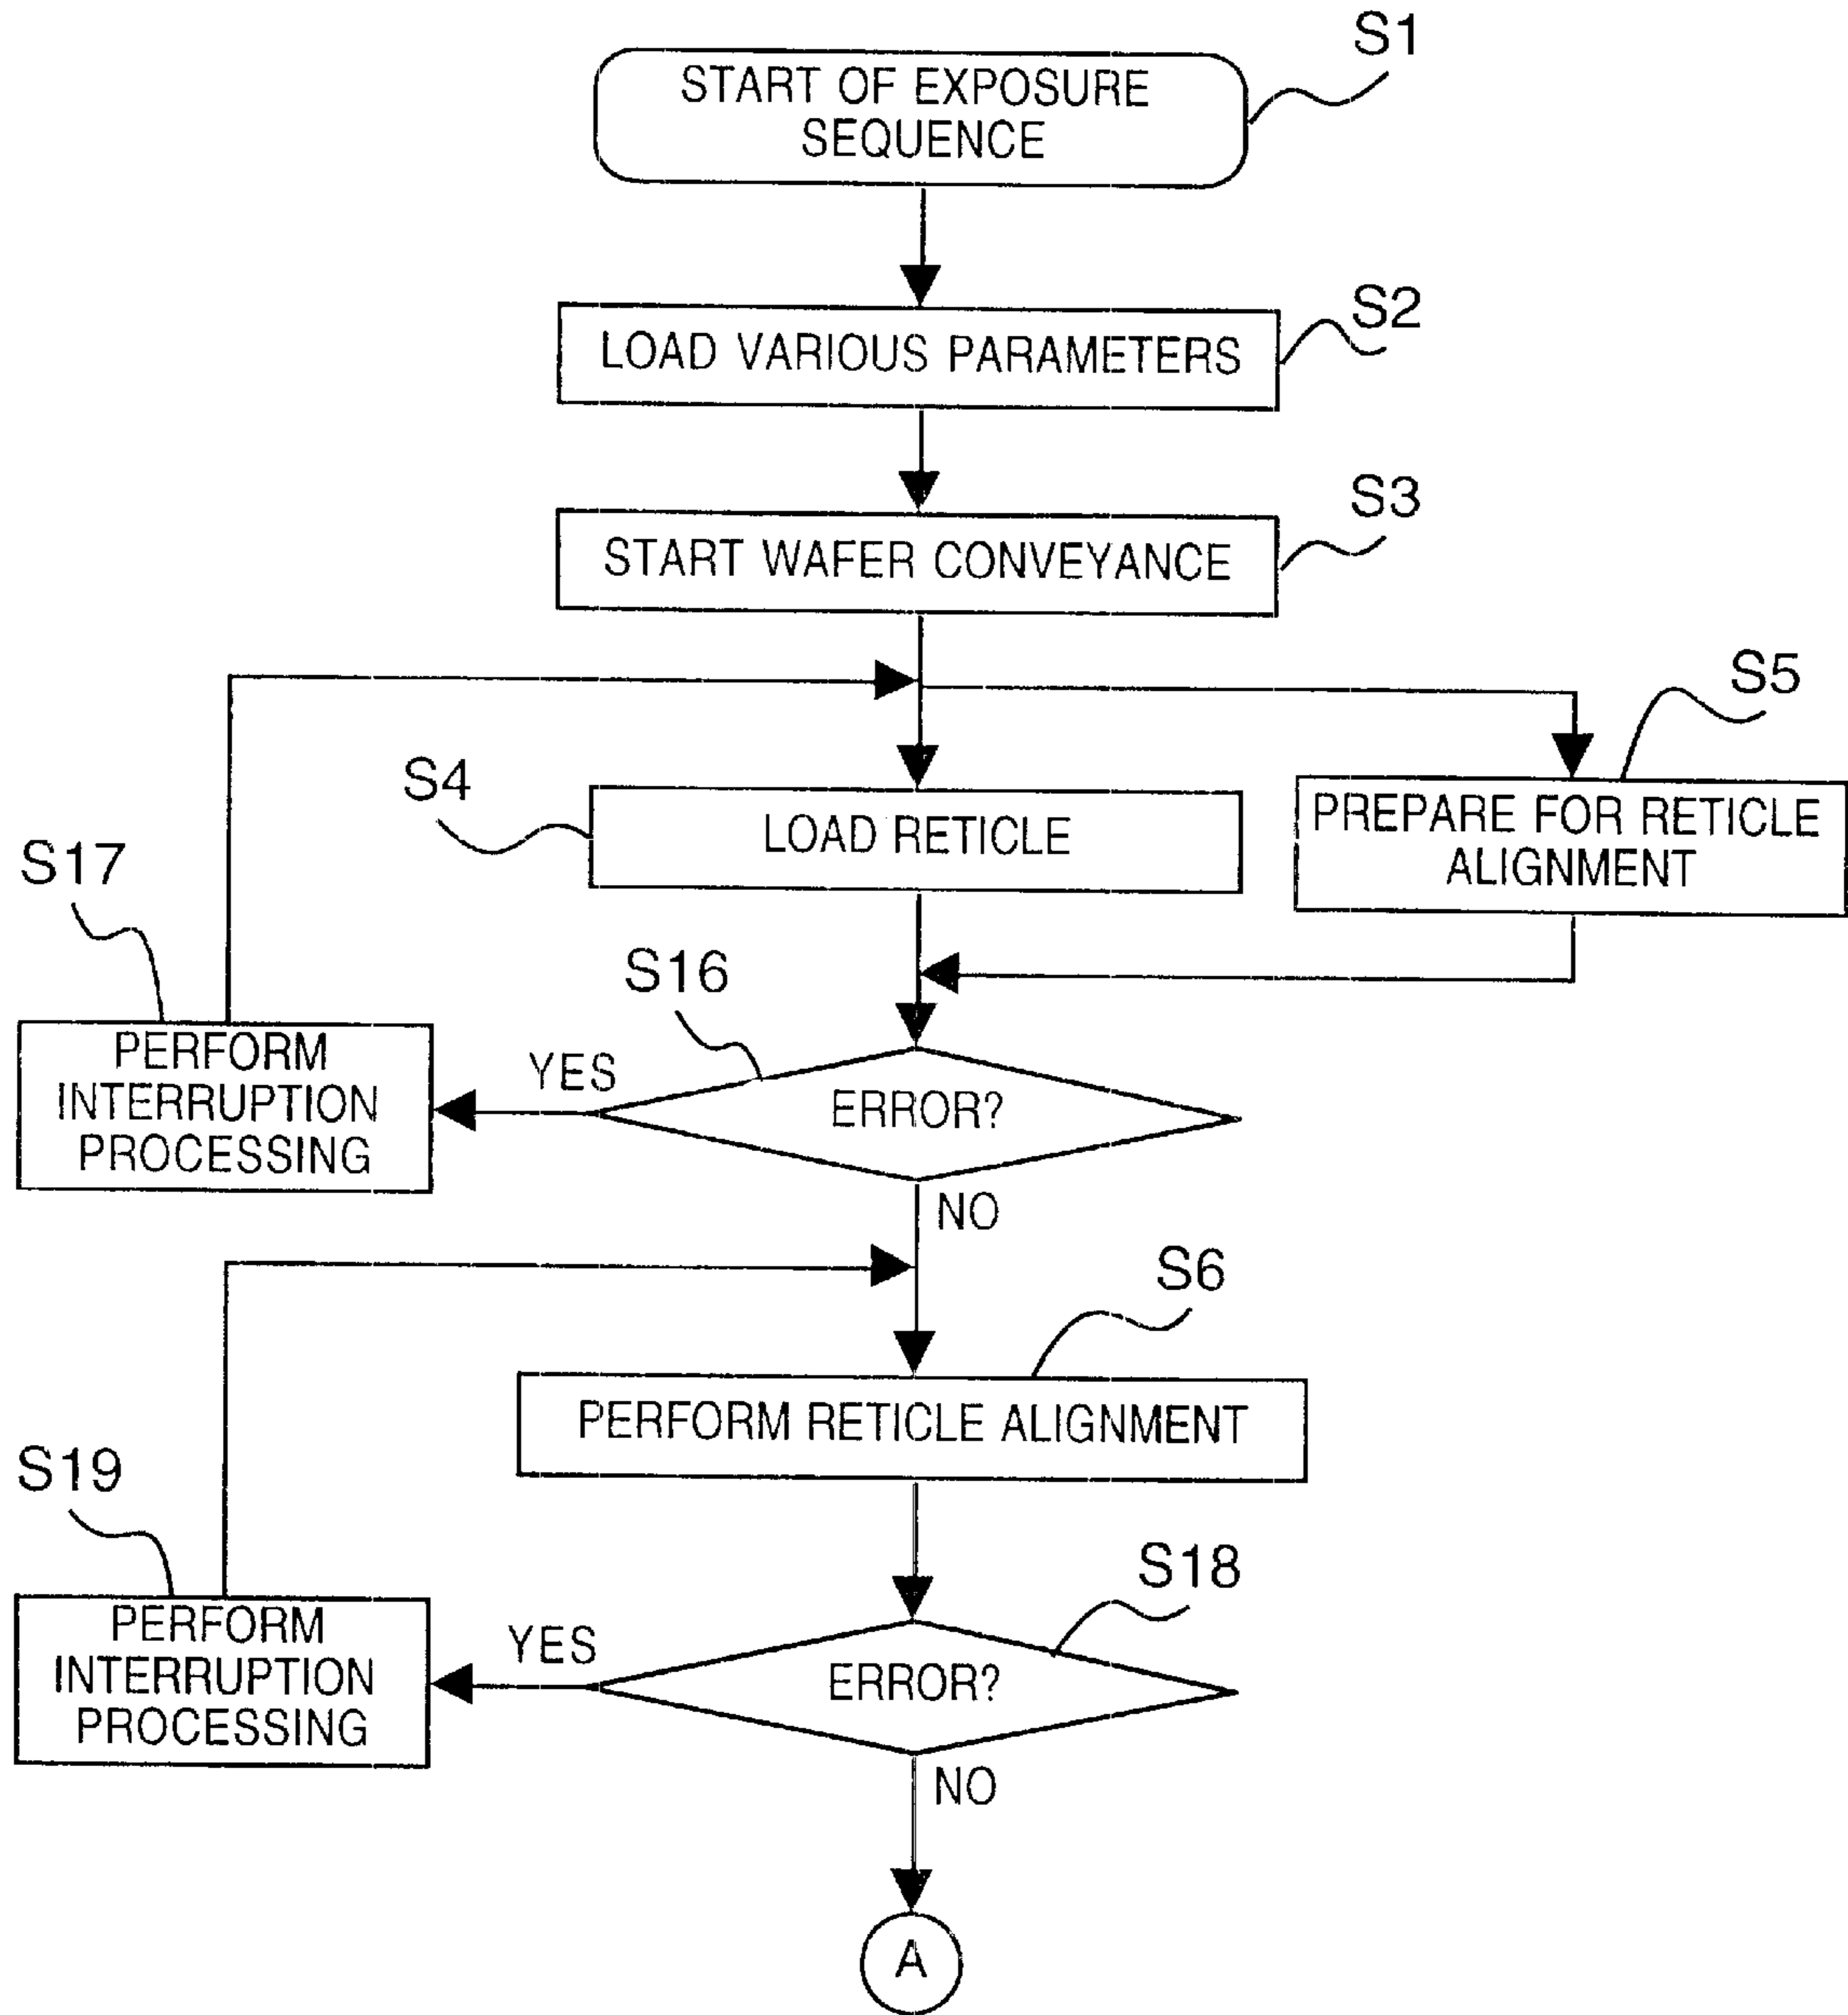 S1
START OF EXPOSURE
SEQUENCE
S2
LOAD VARIOUS PARAMETERS
S3
START WAFER CONVEYANCE
S5
S4
LOAD RETICLE
PREPARE FOR RETICLE
ALIGNMENT
S17
S16
PERFORM
INTERRUPTION
PROCESSING
YES
ERROR?
NO
S6
PERFORM RETICLE ALIGNMENT
S19
S18
PERFORM
INTERRUPTION
PROCESSING
YES
ERROR?
NO
A